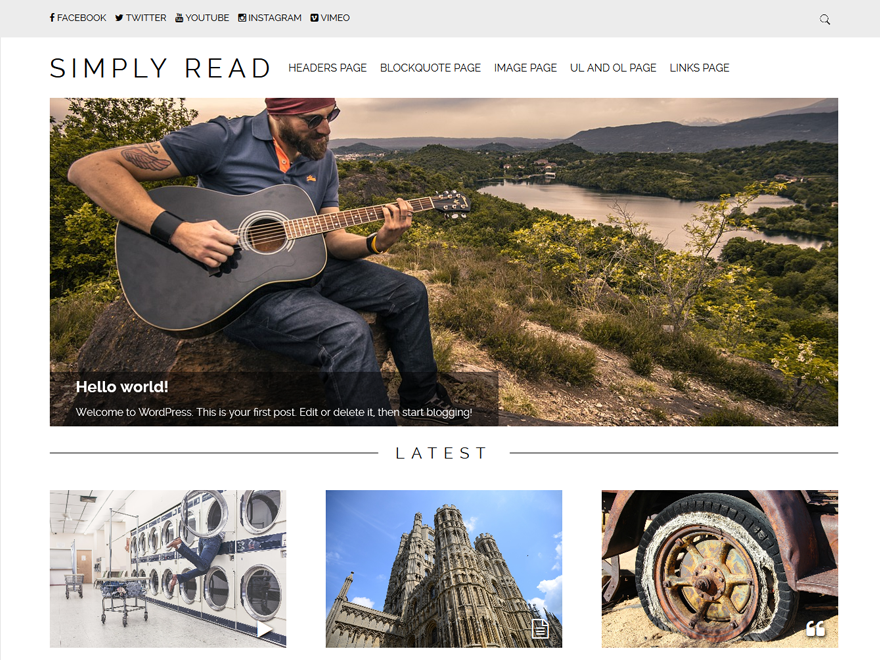 FACEBOOK TWITTER YOUTUBE INSTAGRAM VIMEO
SIMPLY READ HEADERS PAGE BLOCKQUOTE PAGE IMAGE PAGE UL AND OL PAGE LINKS PAGE
Hello world!
Welcome to WordPress. This is your first post. Edit or delete it, then start blogging!
LATEST